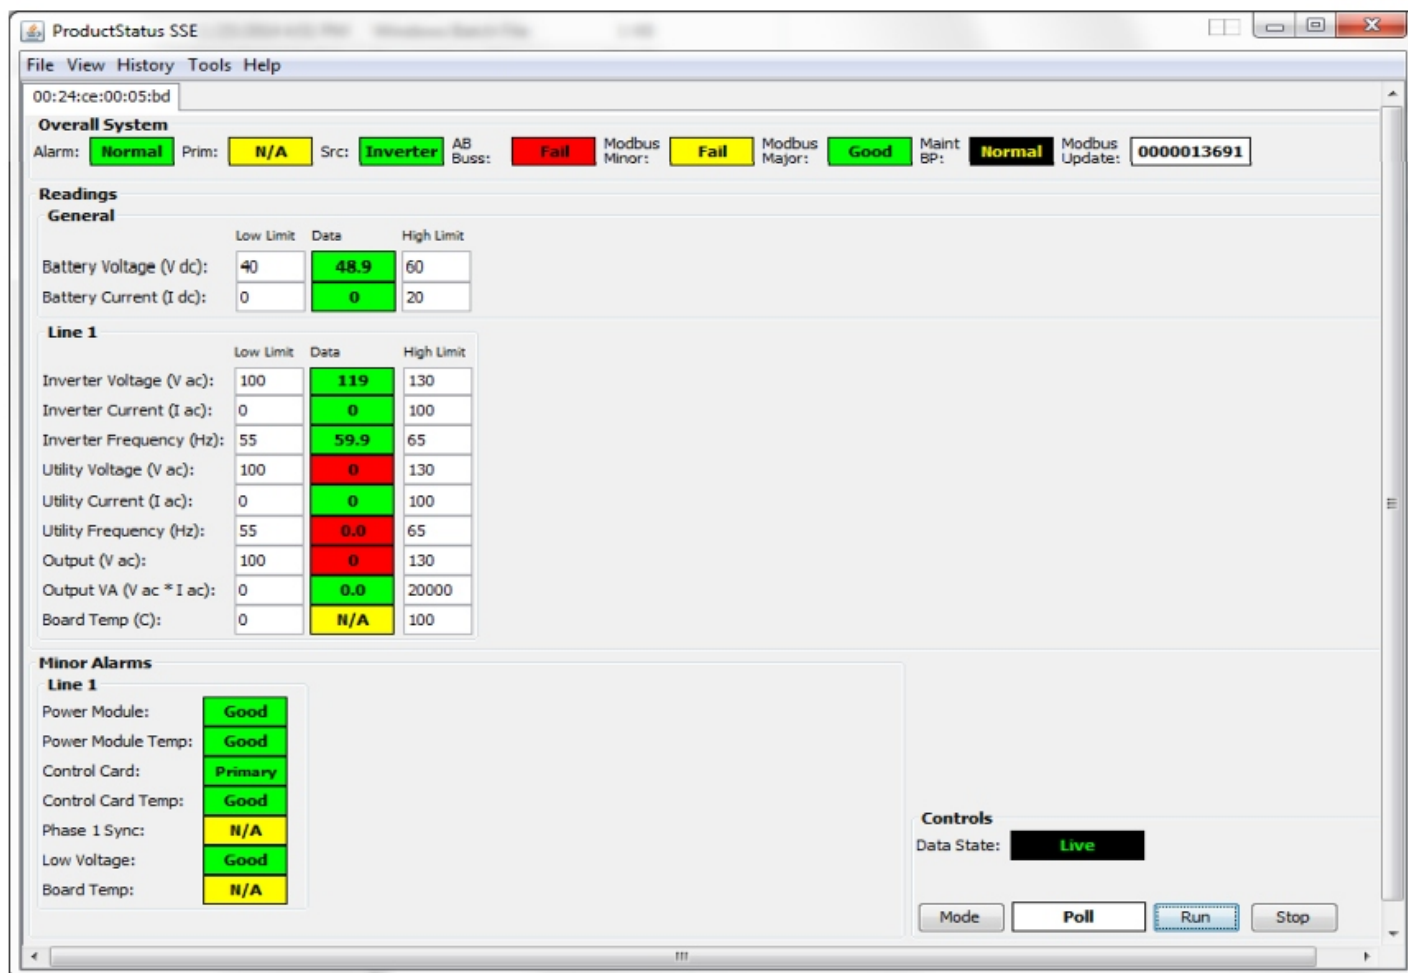 ProductStatus SSE
File View History Tools Help
00:24:ce:00:05:bd
Overall System
Alarm: Normal Prim: N/A Src: Inverter AB Buss: Fail Modbus Minor: Fail Modbus Major: Good Maint BP: Normal Modbus Update: 0000013691
Readings
General
Low Limit Data High Limit
Battery Voltage (V dc): 40 48.9 60
Battery Current (I dc): 0 0 20
Line 1
Low Limit Data High Limit
Inverter Voltage (V ac): 100 119 130
Inverter Current (I ac): 0 0 100
Inverter Frequency (Hz): 55 59.9 65
Utility Voltage (V ac): 100 0 130
Utility Current (I ac): 0 0 100
Utility Frequency (Hz): 55 0.0 65
Output (V ac): 100 0 130
Output VA (V ac * I ac): 0 0.0 20000
Board Temp (C): 0 N/A 100
Minor Alarms
Line 1
Power Module: Good
Power Module Temp: Good
Control Card: Primary
Control Card Temp: Good
Phase 1 Sync: N/A
Low Voltage: Good
Board Temp: N/A
Controls
Data State: Live
Mode Poll Run Stop